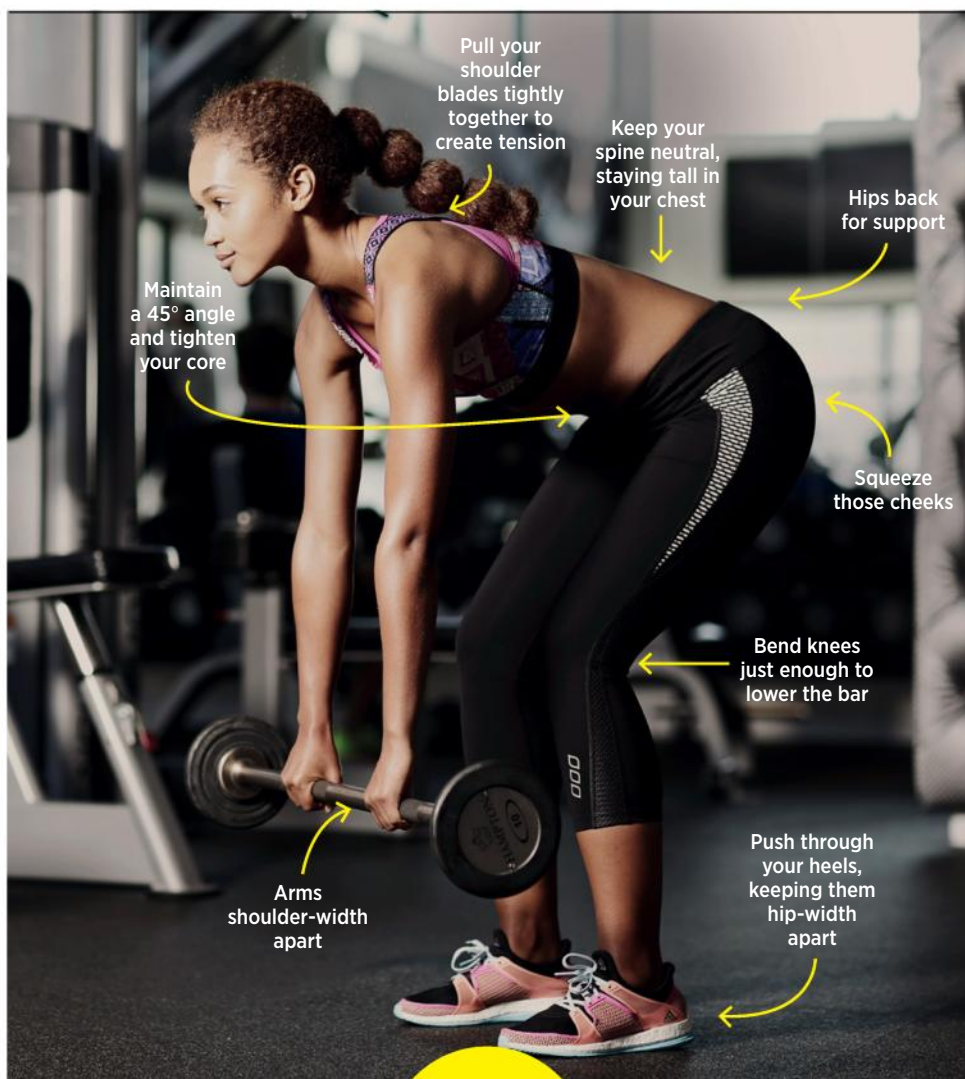 Pull your
shoulder
blades tightly
together to
create tension
Keep your
spine neutral,
staying tall in
your chest
Hips back
for support
Maintain
a 45° angle
and tighten
your core
Squeeze
those cheeks
Bend knees
just enough to
lower the bar
Arms
shoulder-width
apart
Push through
your heels,
keeping them
hip-width
apart
10